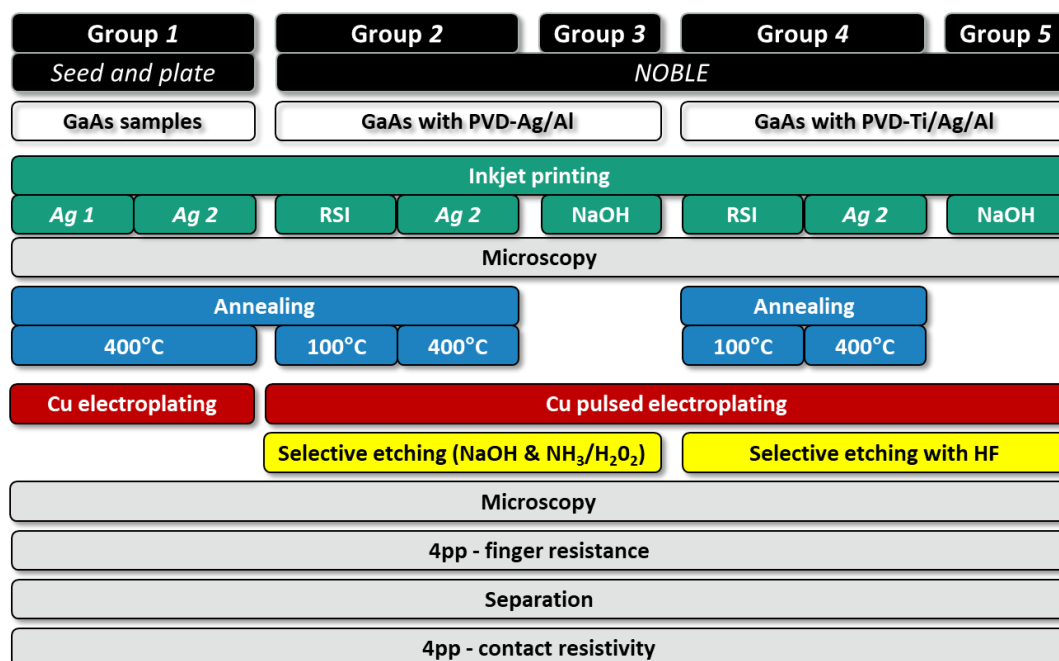 Group 1 Group 2 Group 3 Group 4 Group 5
Seed and plate NOBLE
GaAs samples GaAs with PVD-Ag/Al GaAs with PVD-Ti/Ag/Al
Inkjet printing
Ag 1 Ag 2 RSI Ag 2 NaOH RSI Ag 2 NaOH
Microscopy
Annealing Annealing
400°C 100°C 400°C 100°C 400°C
Cu electroplating Cu pulsed electroplating
Selective etching (NaOH & NH₃/H₂0₂) Selective etching with HF
Microscopy
4pp - finger resistance
Separation
4pp - contact resistivity